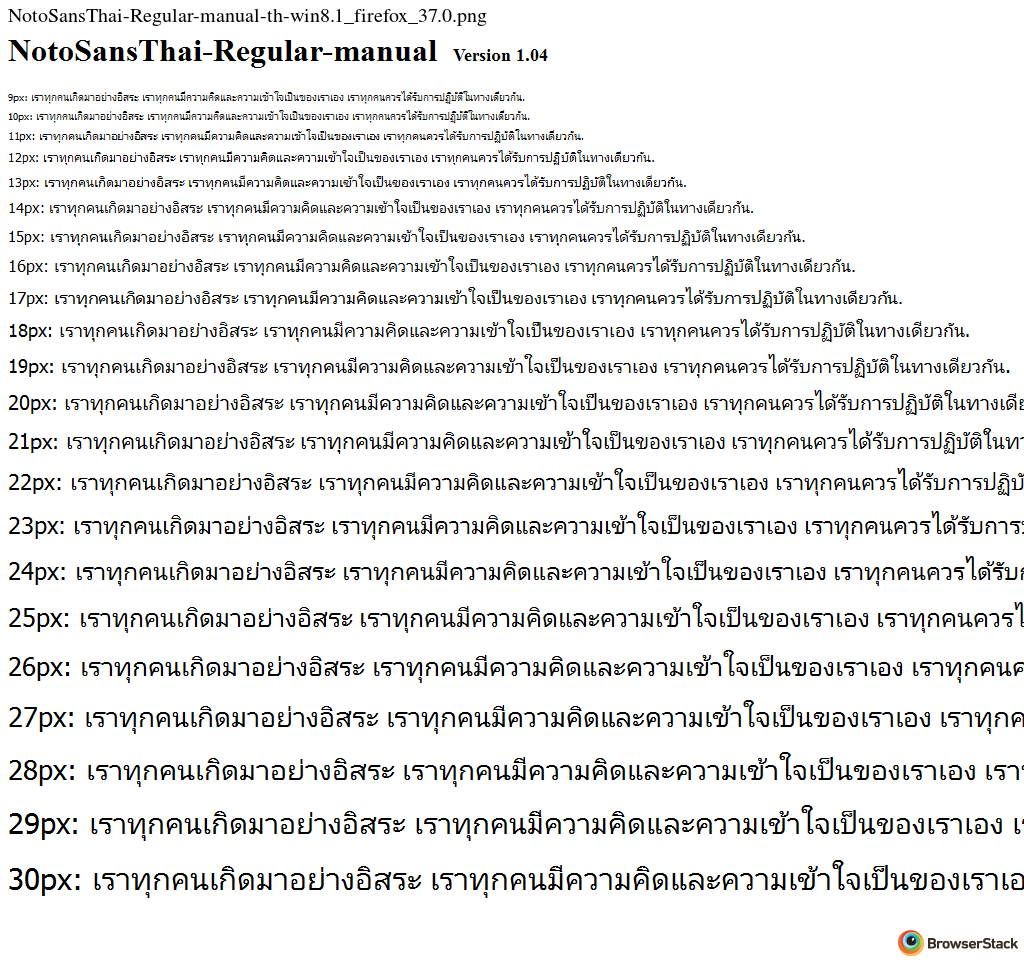 NotoSansThai-Regular-manual-th-win8.1_firefox_37.0.png
NotoSansThai-Regular-manual Version 1.04
9px: เราทุกคนเกิดมาอย่างอิสระ เราทุกคนมีความคิดและความเข้าใจเป็นของเราเอง เราทุกคนควรได้รับการปฏิบัติในทางเดียวกัน.
10px: เราทุกคนเกิดมาอย่างอิสระ เราทุกคนมีความคิดและความเข้าใจเป็นของเราเอง เราทุกคนควรได้รับการปฏิบัติในทางเดียวกัน.
11px: เราทุกคนเกิดมาอย่างอิสระ เราทุกคนมีความคิดและความเข้าใจเป็นของเราเอง เราทุกคนควรได้รับการปฏิบัติในทางเดียวกัน.
12px: เราทุกคนเกิดมาอย่างอิสระ เราทุกคนมีความคิดและความเข้าใจเป็นของเราเอง เราทุกคนควรได้รับการปฏิบัติในทางเดียวกัน.
13px: เราทุกคนเกิดมาอย่างอิสระ เราทุกคนมีความคิดและความเข้าใจเป็นของเราเอง เราทุกคนควรได้รับการปฏิบัติในทางเดียวกัน.
14px: เราทุกคนเกิดมาอย่างอิสระ เราทุกคนมีความคิดและความเข้าใจเป็นของเราเอง เราทุกคนควรได้รับการปฏิบัติในทางเดียวกัน.
15px: เราทุกคนเกิดมาอย่างอิสระ เราทุกคนมีความคิดและความเข้าใจเป็นของเราเอง เราทุกคนควรได้รับการปฏิบัติในทางเดียวกัน.
16px: เราทุกคนเกิดมาอย่างอิสระ เราทุกคนมีความคิดและความเข้าใจเป็นของเราเอง เราทุกคนควรได้รับการปฏิบัติในทางเดียวกัน.
17px: เราทุกคนเกิดมาอย่างอิสระ เราทุกคนมีความคิดและความเข้าใจเป็นของเราเอง เราทุกคนควรได้รับการปฏิบัติในทางเดียวกัน.
18px: เราทุกคนเกิดมาอย่างอิสระ เราทุกคนมีความคิดและความเข้าใจเป็นของเราเอง เราทุกคนควรได้รับการปฏิบัติในทางเดียวกัน.
19px: เราทุกคนเกิดมาอย่างอิสระ เราทุกคนมีความคิดและความเข้าใจเป็นของเราเอง เราทุกคนควรได้รับการปฏิบัติในทางเดียวกัน.
20px: เราทุกคนเกิดมาอย่างอิสระ เราทุกคนมีความคิดและความเข้าใจเป็นของเราเอง เราทุกคนควรได้รับการปฏิบัติในทางเดี
21px: เราทุกคนเกิดมาอย่างอิสระ เราทุกคนมีความคิดและความเข้าใจเป็นของเราเอง เราทุกคนควรได้รับการปฏิบัติในท
22px: เราทุกคนเกิดมาอย่างอิสระ เราทุกคนมีความคิดและความเข้าใจเป็นของเราเอง เราทุกคนควรได้รับการปฏิบั
23px: เราทุกคนเกิดมาอย่างอิสระ เราทุกคนมีความคิดและความเข้าใจเป็นของเราเอง เราทุกคนควรได้รับการ
24px: เราทุกคนเกิดมาอย่างอิสระ เราทุกคนมีความคิดและความเข้าใจเป็นของเราเอง เราทุกคนควรได้รับ
25px: เราทุกคนเกิดมาอย่างอิสระ เราทุกคนมีความคิดและความเข้าใจเป็นของเราเอง เราทุกคนควร
26px: เราทุกคนเกิดมาอย่างอิสระ เราทุกคนมีความคิดและความเข้าใจเป็นของเราเอง เราทุกคน
27px: เราทุกคนเกิดมาอย่างอิสระ เราทุกคนมีความคิดและความเข้าใจเป็นของเราเอง เราทุก
28px: เราทุกคนเกิดมาอย่างอิสระ เราทุกคนมีความคิดและความเข้าใจเป็นของเราเอง เรา
29px: เราทุกคนเกิดมาอย่างอิสระ เราทุกคนมีความคิดและความเข้าใจเป็นของเราเอง เ
30px: เราทุกคนเกิดมาอย่างอิสระ เราทุกคนมีความคิดและความเข้าใจเป็นของเราเอ
BrowserStack